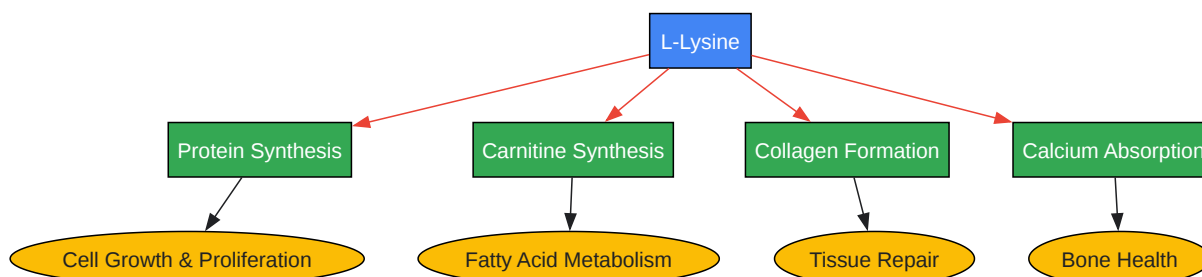 L-Lysine
Protein Synthesis
Carnitine Synthesis
Collagen Formation
Calcium Absorption
Cell Growth & Proliferation
Fatty Acid Metabolism
Tissue Repair
Bone Health